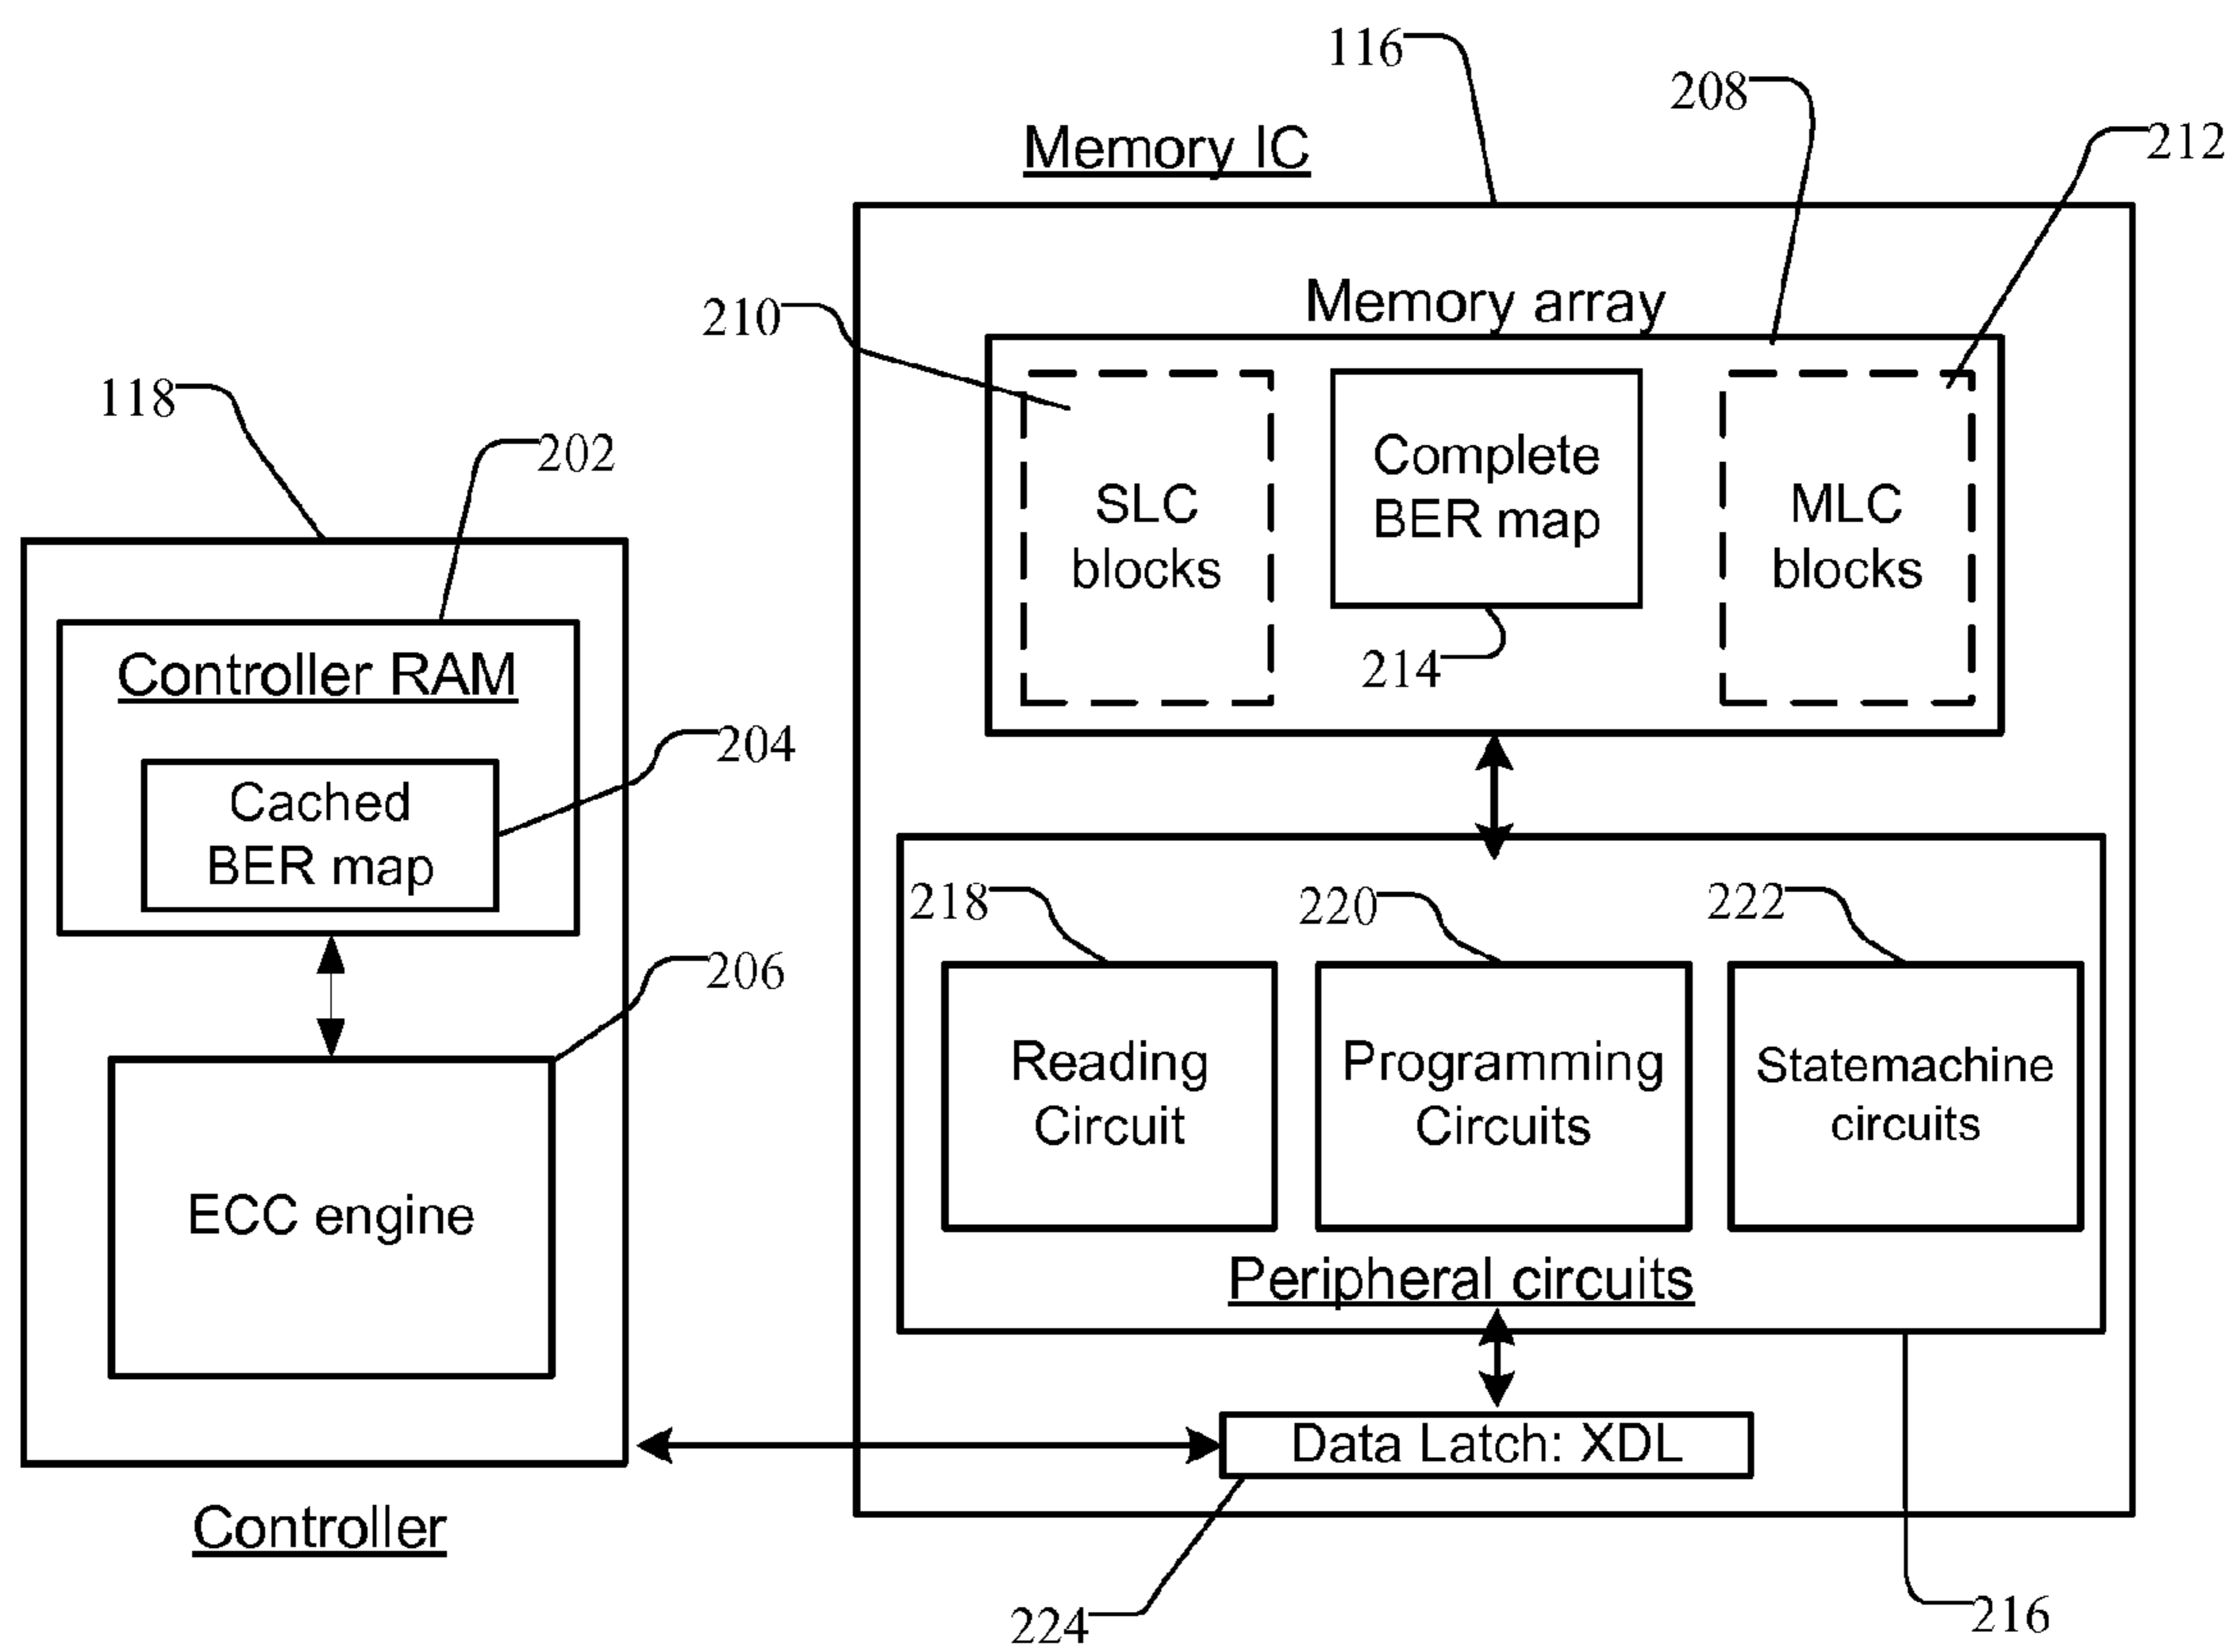 116
208
Memory IC
212
Memory array
210
118
202
SLC
blocks
Complete
BER map
MLC
blocks
214
Controller RAM
204
Cached
BER map
218
220
222
206
Reading
Circuit
Programming
Circuits
Statemachine
circuits
ECC engine
Peripheral circuits
Data Latch: XDL
Controller
224
216